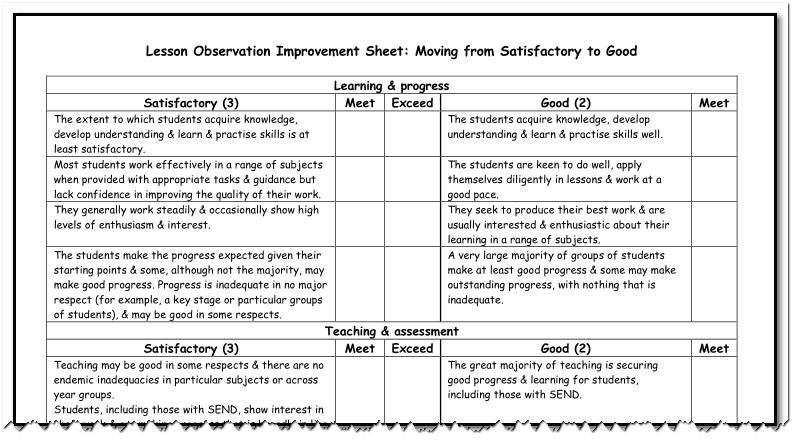 Lesson Observation Improvement Sheet: Moving from Satisfactory to Good
Learning & progress
Satisfactory (3) Meet Exceed Good (2) Meet
The extent to which students acquire knowledge,
develop understanding & learn & practise skills is at
least satisfactory.
The students acquire knowledge, develop
understanding & learn & practise skills well.
Most students work effectively in a range of subjects
when provided with appropriate tasks & guidance but
lack confidence in improving the quality of their work.
The students are keen to do well, apply
themselves diligently in lessons & work at a
good pace.
They generally work steadily & occasionally show high
levels of enthusiasm & interest.
They seek to produce their best work & are
usually interested & enthusiastic about their
learning in a range of subjects.
The students make the progress expected given their
starting points & some, although not the majority, may
make good progress. Progress is inadequate in no major
respect (for example, a key stage or particular groups
of students), & may be good in some respects.
A very large majority of groups of students
make at least good progress & some may make
outstanding progress, with nothing that is
inadequate.
Teaching & assessment
Satisfactory (3) Meet Exceed Good (2) Meet
Teaching may be good in some respects & there are no
endemic inadequacies in particular subjects or across
year groups.
Students, including those with SEND, show interest in
The great majority of teaching is securing
good progress & learning for students,
including those with SEND.